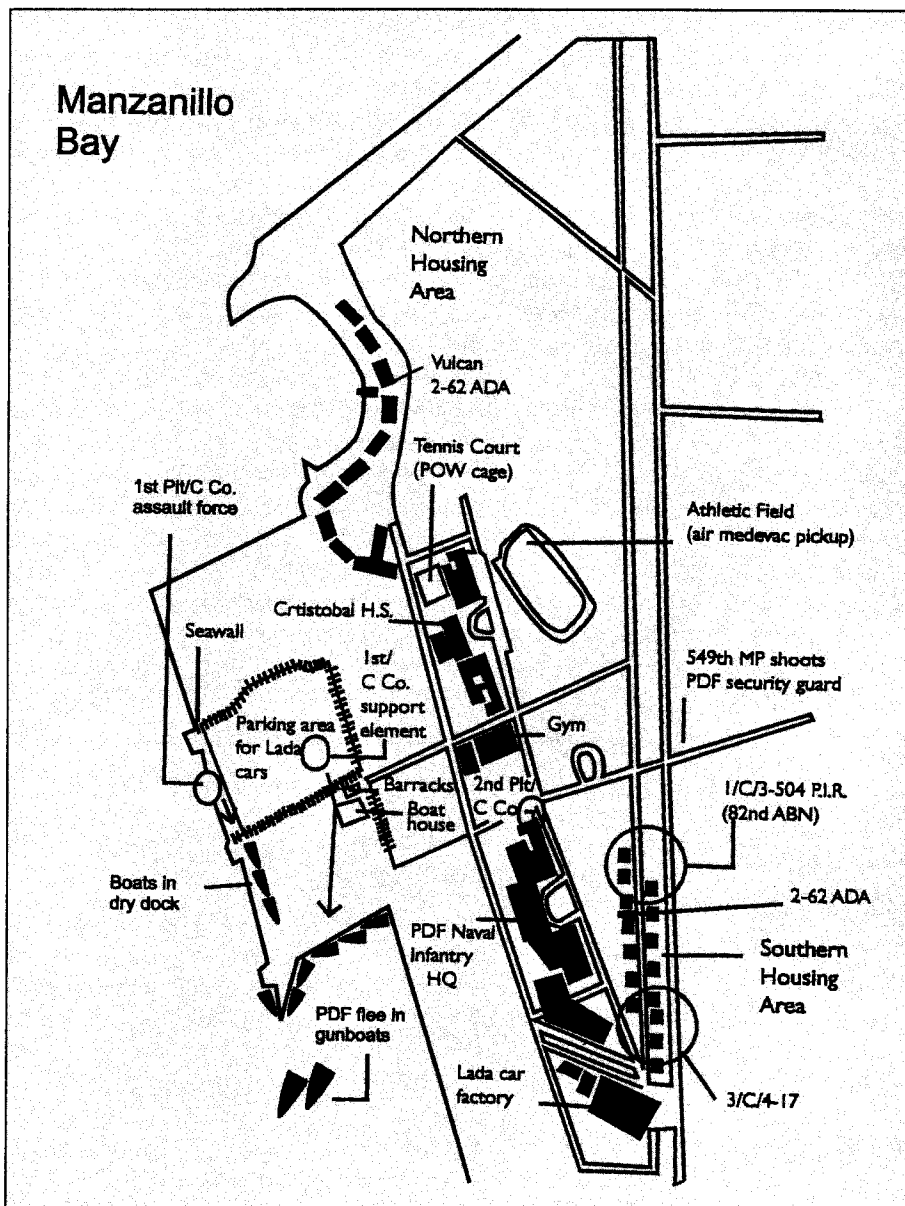 Manzanillo
Bay
Northern
Housing
Area
Vulcan
2-62 ADA
Tennis Court
(POW cage)
1st Plt/C Co.
assault force
Athletic Field
(air medevac pickup)
Crtistobal H.S.
Seawall
1st/
C Co.
support
element
549th MP shoots
PDF security guard
Parking area
for Lada
cars
Gym
Barracks
2nd Plt/
C Co.
Boat
house
1/C/3-504 P.I.R.
(82nd ABN)
Boats in
dry dock
2-62 ADA
PDF Naval
Infantry
HQ
Southern
Housing
Area
PDF flee in
gunboats
Lada car
factory
3/C/4-17